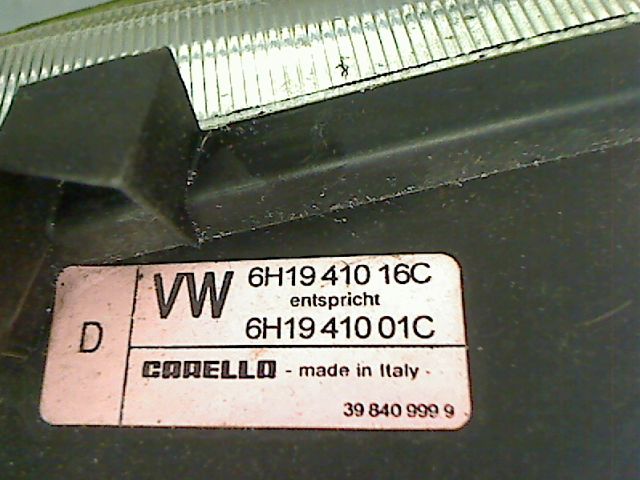 D
VW 6H19 410 16C
entspricht
6H19 410 01C
CARELLO - made in Italy -
39 840 999 9